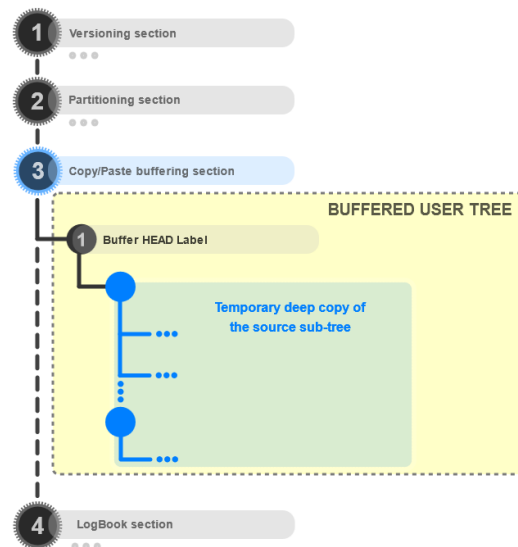 1 Versioning section
2 Partitioning section
3 Copy/Paste buffering section
BUFFERED USER TREE
1 Buffer HEAD Label
Temporary deep copy of
the source sub-tree
4 LogBook section